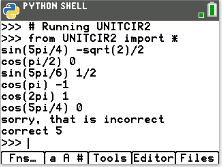 PYTHON SHELL
>>> # Running UNITCIR2
>>> from UNITCIR2 import *
sin(5pi/4) -sqrt(2)/2
cos(pi/2) 0
sin(5pi/6) 1/2
cos(pi) -1
cos(2pi) 1
cos(5pi/4) 0
sorry, that is incorrect
correct 5
>>>
Fns… a A # Tools Editor Files